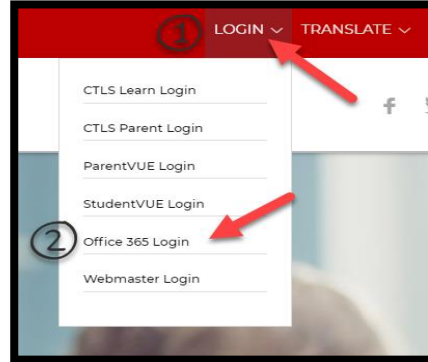 ① LOGIN TRANSLATE
CTLS Learn Login
CTLS Parent Login
ParentVUE Login
StudentVUE Login
② Office 365 Login
Webmaster Login